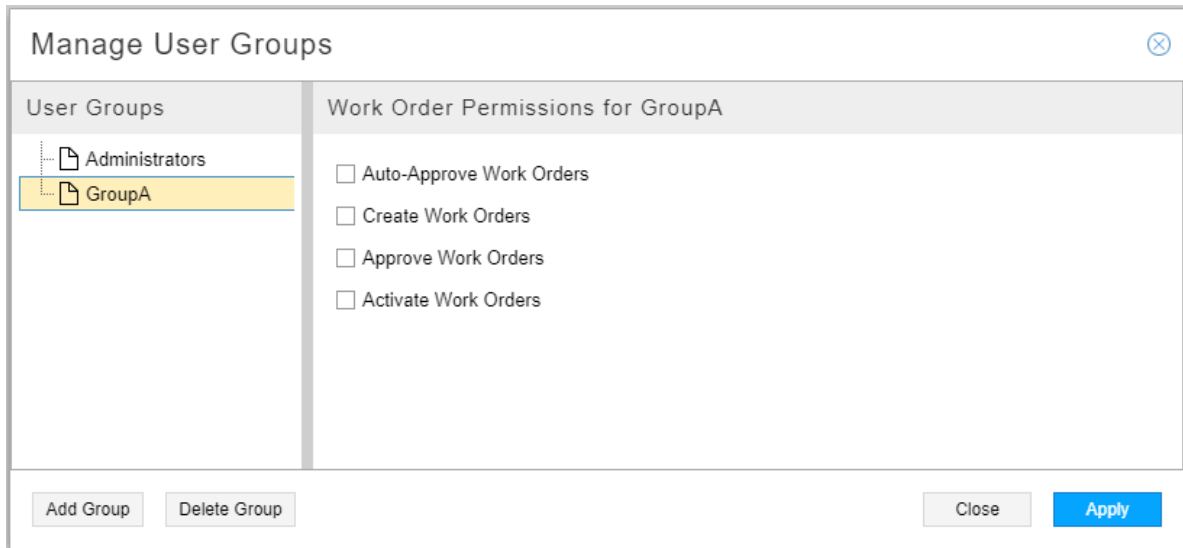 Manage User Groups
User Groups
Work Order Permissions for GroupA
Administrators
GroupA
Auto-Approve Work Orders
Create Work Orders
Approve Work Orders
Activate Work Orders
Add Group
Delete Group
Close
Apply